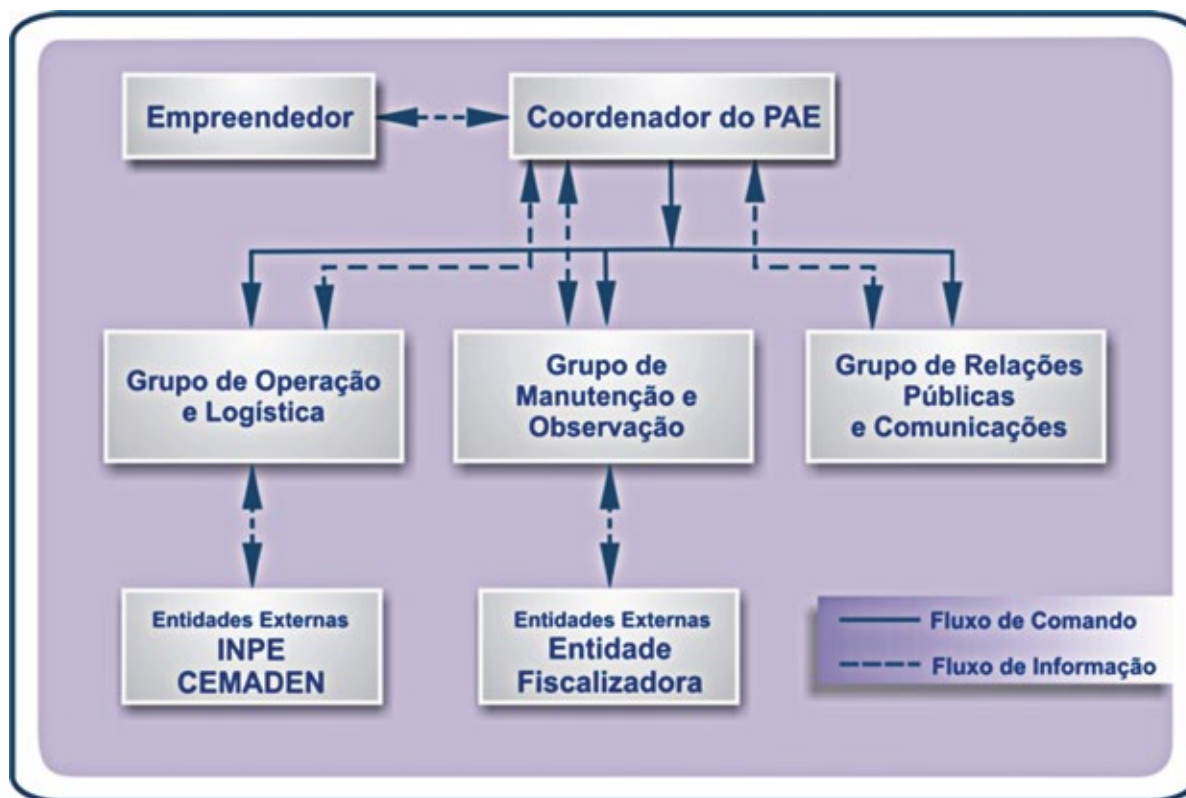 Empreendedor
Coordenador do PAE
Grupo de Operação
e Logística
Grupo de
Manutenção e
Observação
Grupo de Relações
Públicas
e Comunicações
Entidades Externas
INPE
CEMADEN
Entidades Externas
Entidade
Fiscalizadora
Fluxo de Comando
Fluxo de Informação